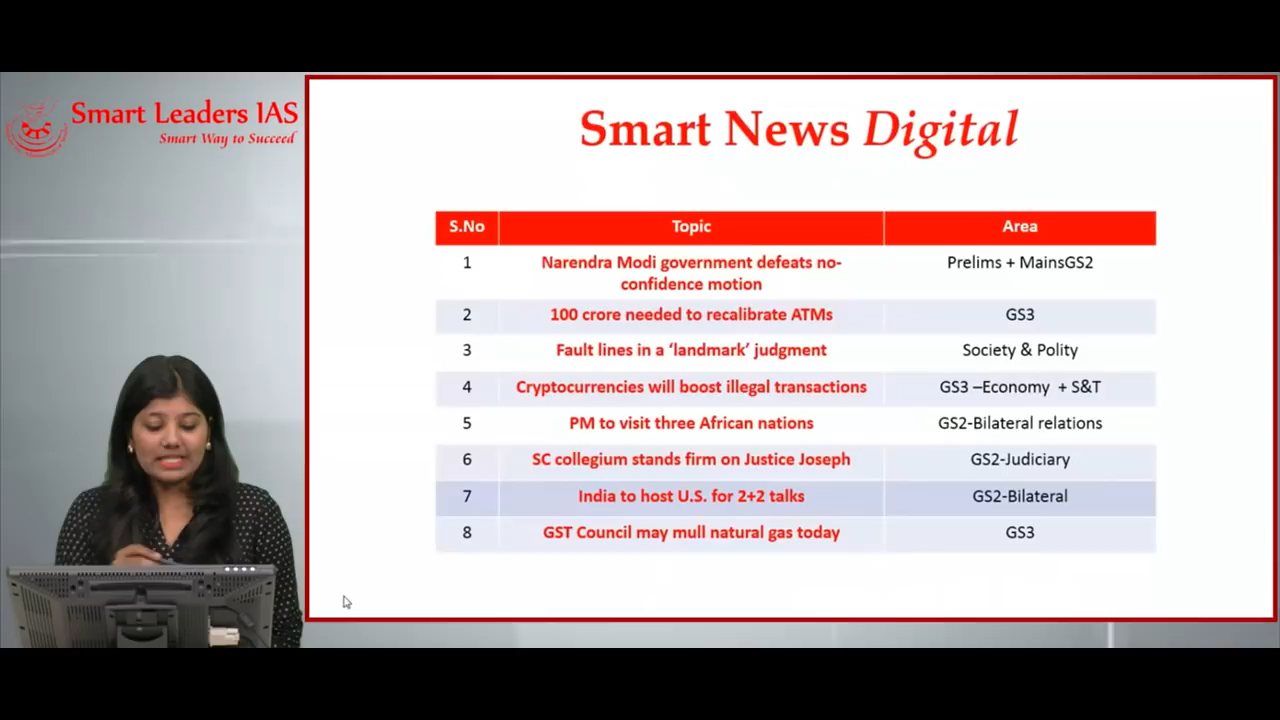 Smart Leaders IAS
Smart Way to Succeed
Smart News Digital
S.No Topic Area
1 Narendra Modi government defeats no-
confidence motion Prelims + MainsGS2
2 100 crore needed to recalibrate ATMs GS3
3 Fault lines in a ‘landmark’ judgment Society & Polity
4 Cryptocurrencies will boost illegal transactions GS3 –Economy + S&T
5 PM to visit three African nations GS2-Bilateral relations
6 SC collegium stands firm on Justice Joseph GS2-Judiciary
7 India to host U.S. for 2+2 talks GS2-Bilateral
8 GST Council may mull natural gas today GS3